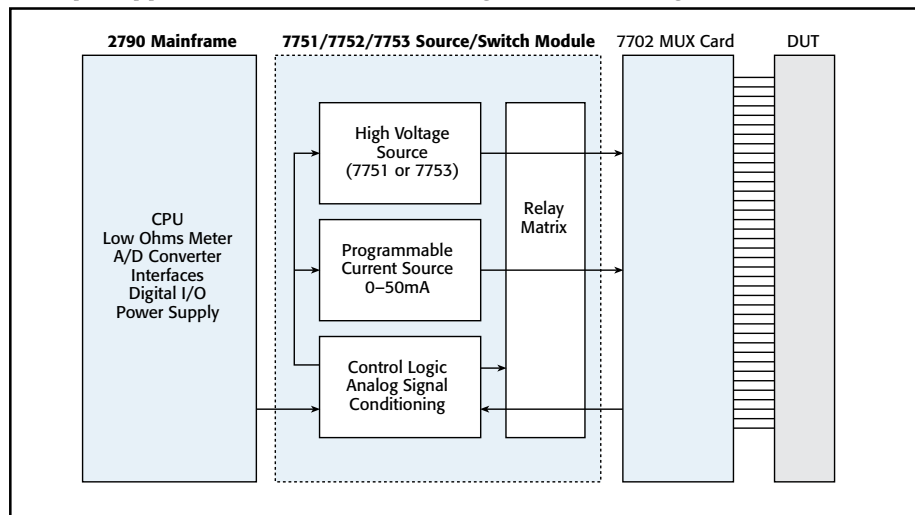 2790 Mainframe
7751/7752/7753 Source/Switch Module
7702 MUX Card
DUT
CPU
Low Ohms Meter
A/D Converter
Interfaces
Digital I/O
Power Supply
High Voltage
Source
(7751 or 7753)
Programmable
Current Source
0–50mA
Control Logic
Analog Signal
Conditioning
Relay
Matrix